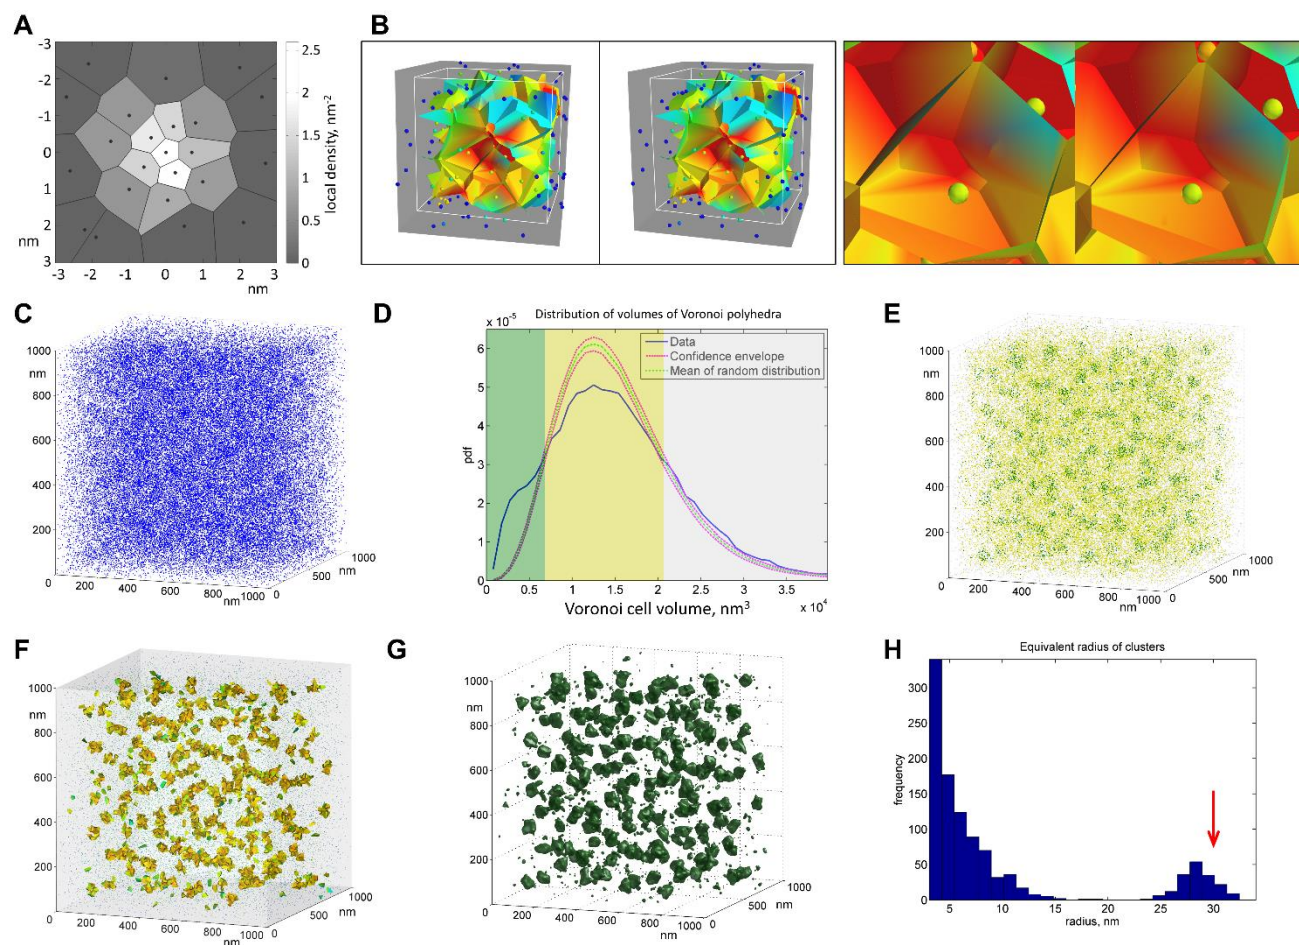 A
-3
-2
-1
0
1
2
nm
3
-3 -2 -1 0 1 2 3
nm
2.5
2
1.5
1
0.5
0
local density, nm-2
B
C
1000
nm
800
600
400
200
0
200
400
600
800
nm
1000
0
500
nm
1000
D
Distribution of volumes of Voronoi polyhedra
x 10-5
Data
Confidence envelope
Mean of random distribution
6
5
4
3
2
1
0
pdf
0 0.5 1 1.5 2 2.5 3 3.5 4
x 10⁴
Voronoi cell volume, nm³
E
1000
nm
800
600
400
200
0
200
400
600
800
nm
1000
0
500
nm
1000
F
1000
nm
800
600
400
200
0
200
400
600
800
nm
1000
0
500
nm
1000
G
1000
nm
800
600
400
200
0
200
400
600
800
nm
1000
0
500
nm
1000
H
Equivalent radius of clusters
300
250
200
150
100
50
0
frequency
5 10 15 20 25 30
radius, nm